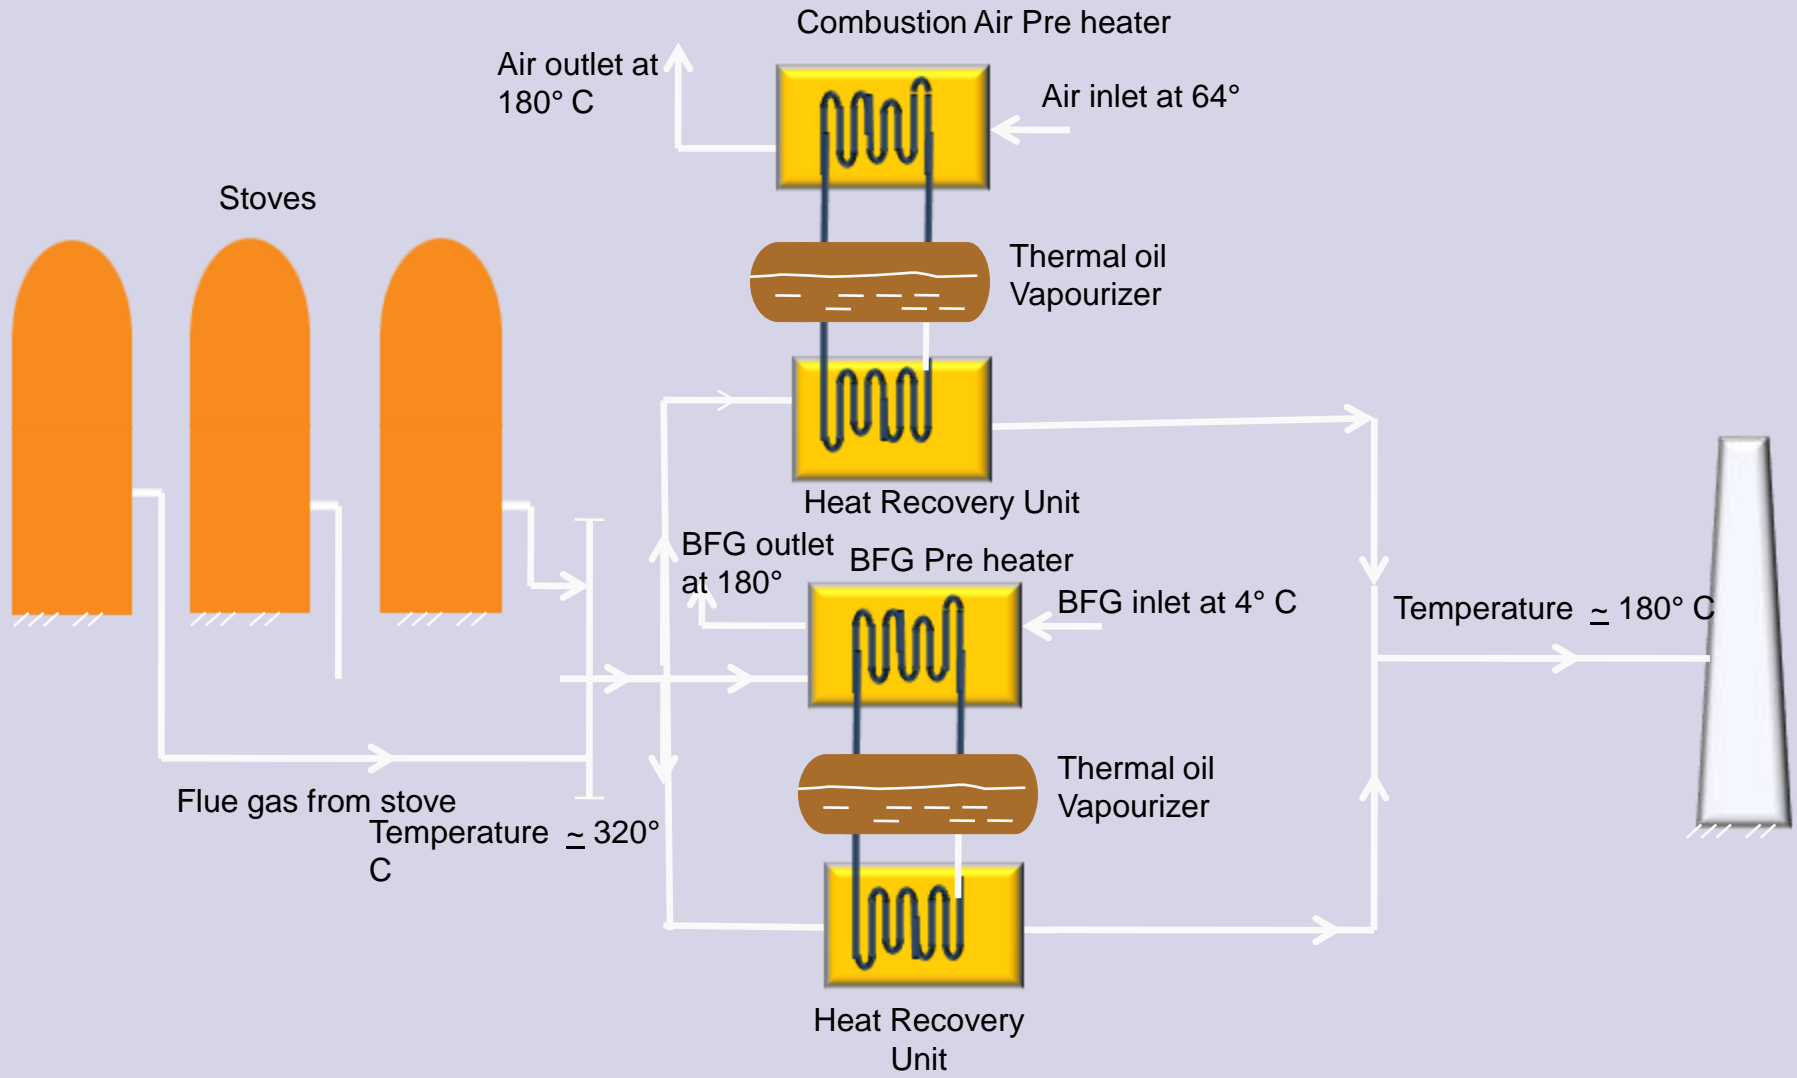 Combustion Air Pre heater
Air outlet at
180° C
Air inlet at 64°
Stoves
Thermal oil
Vapourizer
Heat Recovery Unit
BFG outlet
at 180°
BFG Pre heater
BFG inlet at 4° C
Temperature ~ 180° C
Thermal oil
Vapourizer
Flue gas from stove
Temperature ~ 320°
C
Heat Recovery
Unit